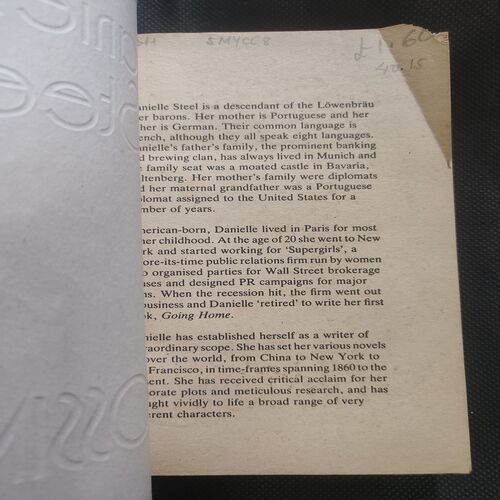 SMYCC8
£1.60
40.15
anielle Steel is a descendant of the Löwenbräu
er barons. Her mother is Portuguese and her
her is German. Their common language is
ench, although they all speak eight languages.
anielle's father's family, the prominent banking
d brewing clan, has always lived in Munich and
e family seat was a moated castle in Bavaria,
ltenberg. Her mother's family were diplomats
d her maternal grandfather was a Portuguese
plomat assigned to the United States for a
mber of years.
merican-born, Danielle lived in Paris for most
her childhood. At the age of 20 she went to New
rk and started working for 'Supergirls', a
ore-its-time public relations firm run by women
o organised parties for Wall Street brokerage
uses and designed PR campaigns for major
ms. When the recession hit, the firm went out
business and Danielle 'retired' to write her first
ok, Going Home.
nielle has established herself as a writer of
raordinary scope. She has set her various novels
over the world, from China to New York to
Francisco, in time-frames spanning 1860 to the
sent. She has received critical acclaim for her
orate plots and meticulous research, and has
ught vividly to life a broad range of very
erent characters.